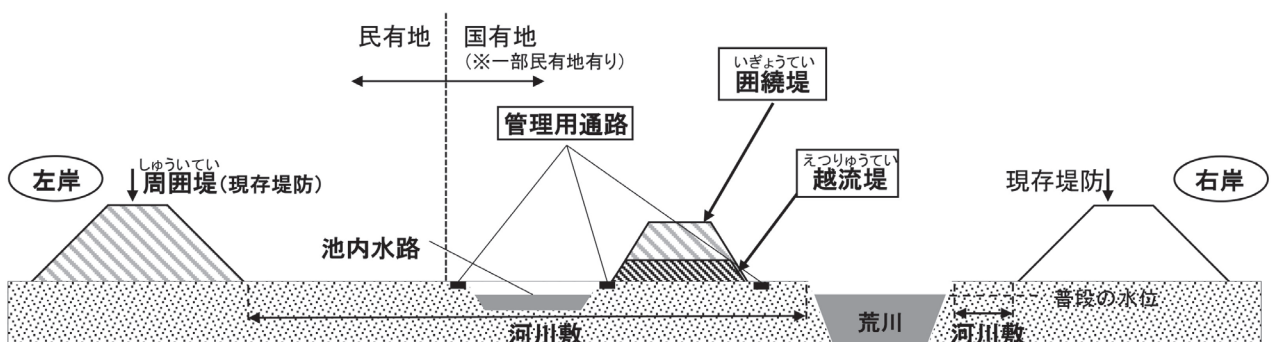 民有地
国有地
(※一部民有地有り)
いぎょうてい
囲繞堤
管理用通路
えつりゅうてい
越流堤
左岸
しゅういてい
周囲堤(現存堤防)
現存堤防
右岸
池内水路
普段の水位
荒川
河川敷
河川敷